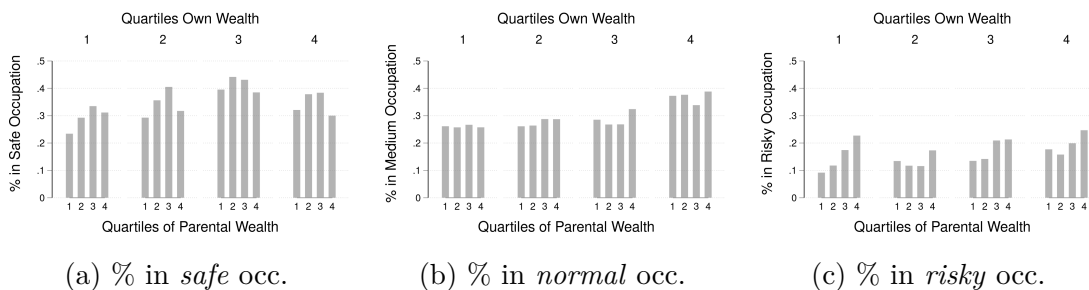 Quartiles Own Wealth
1 2 3 4
% in Safe Occupation
.5
.4
.3
.2
.1
0
1 2 3 4 1 2 3 4 1 2 3 4 1 2 3 4
Quartiles of Parental Wealth
(a) % in safe occ.
Quartiles Own Wealth
1 2 3 4
% in Medium Occupation
.5
.4
.3
.2
.1
0
1 2 3 4 1 2 3 4 1 2 3 4 1 2 3 4
Quartiles of Parental Wealth
(b) % in normal occ.
Quartiles Own Wealth
1 2 3 4
% in Risky Occupation
.5
.4
.3
.2
.1
0
1 2 3 4 1 2 3 4 1 2 3 4 1 2 3 4
Quartiles of Parental Wealth
(c) % in risky occ.